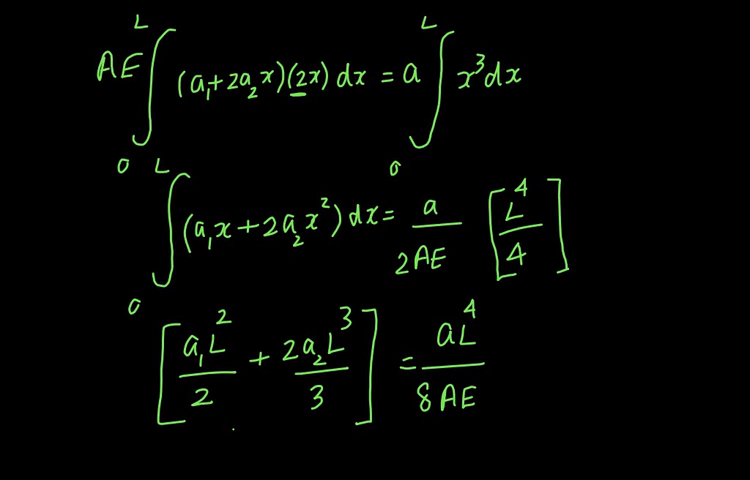 AE ∫₀ᴸ (a₁+2a₂x)(2x) dx = a ∫₀ᴸ x³dx
∫₀ᴸ (a₁x + 2a₂x²) dx = a/2AE [L⁴/4]
[a₁L²/2 + 2a₂L³/3] = aL⁴/8AE